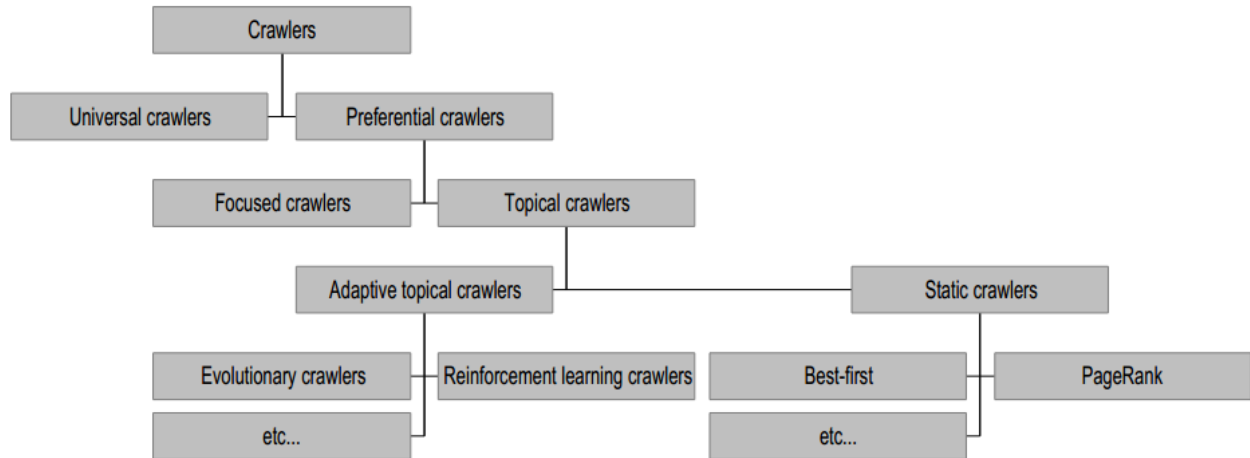 Crawlers
Universal crawlers
Preferential crawlers
Focused crawlers
Topical crawlers
Adaptive topical crawlers
Static crawlers
Evolutionary crawlers
Reinforcement learning crawlers
Best-first
PageRank
etc...
etc...